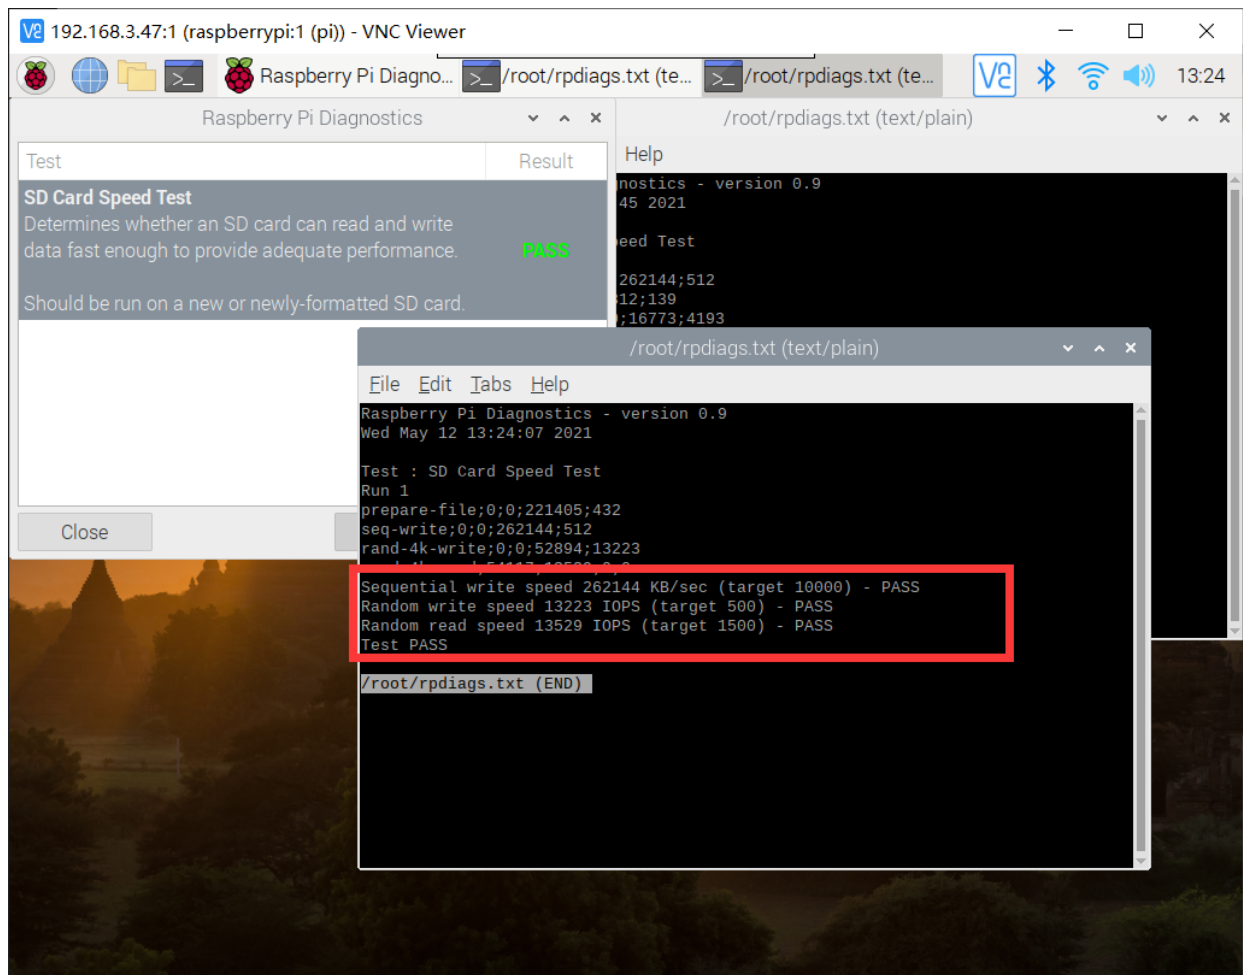 192.168.3.47:1 (raspberrypi:1 (pi)) - VNC Viewer
Raspberry Pi Diagno... /root/rpdiags.txt (te... /root/rpdiags.txt (te... 13:24
Raspberry Pi Diagnostics
Test Result
SD Card Speed Test
Determines whether an SD card can read and write
data fast enough to provide adequate performance.
PASS
Should be run on a new or newly-formatted SD card.
Close
/root/rpdiags.txt (text/plain)
Help
gnostics - version 0.9
45 2021
peed Test
262144;512
312;139
;16773;4193
/root/rpdiags.txt (text/plain)
File Edit Tabs Help
Raspberry Pi Diagnostics - version 0.9
Wed May 12 13:24:07 2021
Test : SD Card Speed Test
Run 1
prepare-file;0;0;221405;432
seq-write;0;0;262144;512
rand-4k-write;0;0;52894;13223
Sequential write speed 262144 KB/sec (target 10000) - PASS
Random write speed 13223 IOPS (target 500) - PASS
Random read speed 13529 IOPS (target 1500) - PASS
Test PASS
/root/rpdiags.txt (END)